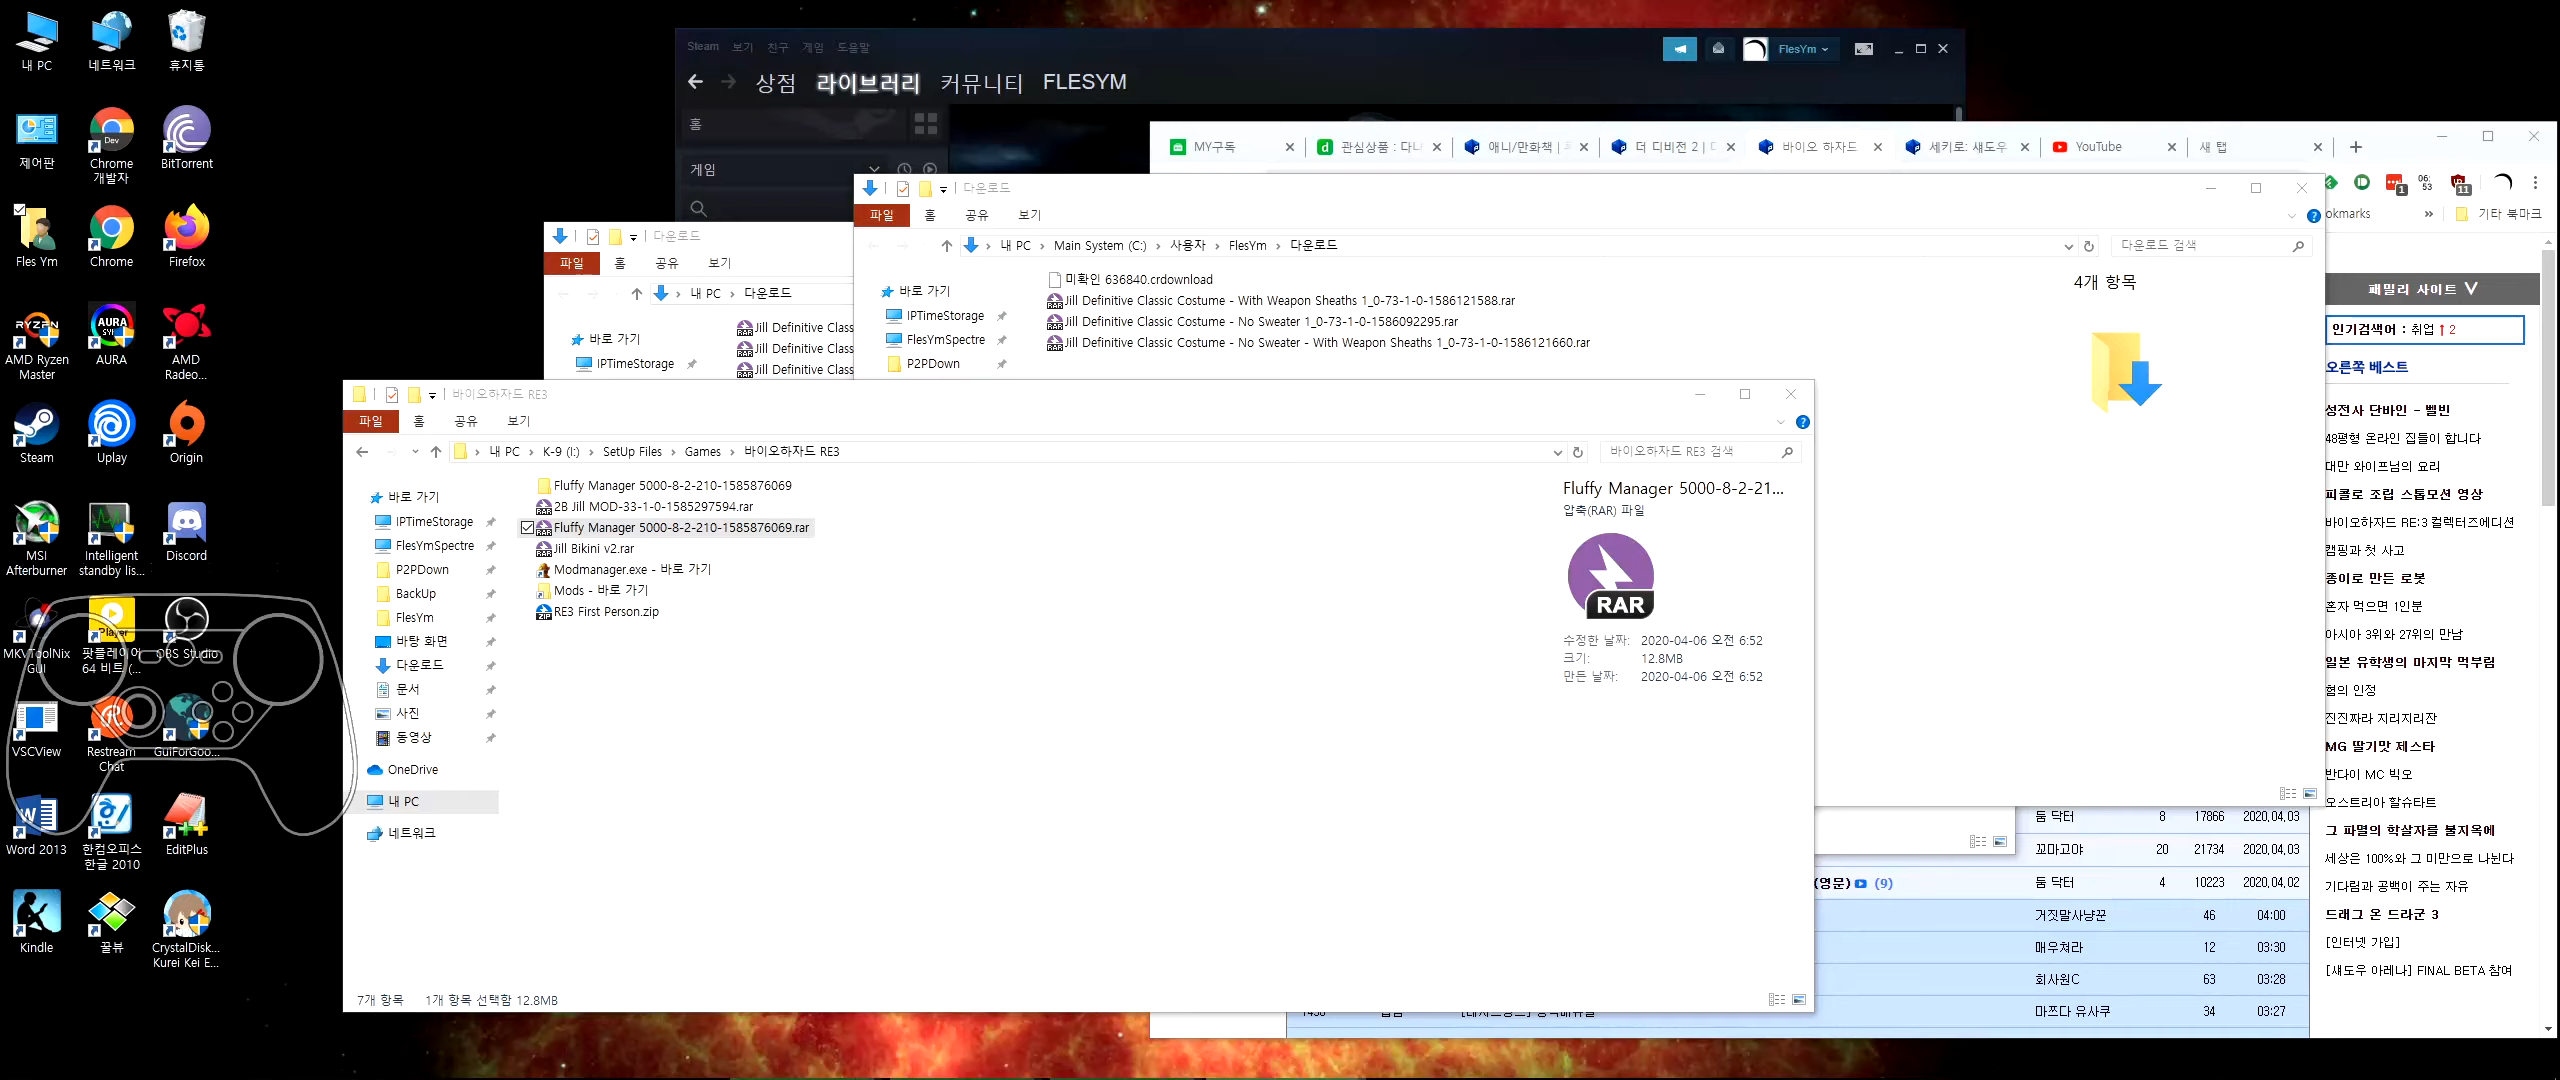 내 PC
네트워크
휴지통
제어판
Chrome 개발자
BitTorrent
Fles Ym
Chrome
Firefox
AMD Ryzen Master
AURA
AMD Radeo...
Steam
Uplay
Origin
MSI Afterburner
Intelligent standby lis...
Discord
MKVToolNix GUI
팟플레이어 64 비트 (...
OBS Studio
VSCView
Restream Chat
GuiForGoo...
Word 2013
한컴오피스 한글 2010
EditPlus
Kindle
꿀뷰
CrystalDisk... Kurei Kei E...
Steam 보기 친구 게임 도움말
FlesYm
상점 라이브러리 커뮤니티 FLESYM
홈
게임
MY구독
관심상품 : 다나
애니/만화책 |
더 디비전 2 |
바이오 하자드
세키로: 섀도우
YouTube
새 탭
1
06:53
11
okmarks
기타 북마크
다운로드
파일 홈 공유 보기
내 PC 다운로드
바로 가기
IPTimeStorage
Jill Definitive Class
Jill Definitive Class
Jill Definitive Class
다운로드
파일 홈 공유 보기
내 PC Main System (C:) 사용자 FlesYm 다운로드
다운로드 검색
바로 가기
IPTimeStorage
FlesYmSpectre
P2PDown
미확인 636840.crdownload
Jill Definitive Classic Costume - With Weapon Sheaths 1_0-73-1-0-1586121588.rar
Jill Definitive Classic Costume - No Sweater 1_0-73-1-0-1586092295.rar
Jill Definitive Classic Costume - No Sweater - With Weapon Sheaths 1_0-73-1-0-1586121660.rar
4개 항목
바이오하자드 RE3
파일 홈 공유 보기
내 PC K-9 (I:) SetUp Files Games 바이오하자드 RE3
바이오하자드 RE3 검색
바로 가기
IPTimeStorage
FlesYmSpectre
P2PDown
BackUp
FlesYm
바탕 화면
다운로드
문서
사진
동영상
OneDrive
내 PC
네트워크
Fluffy Manager 5000-8-2-210-1585876069
2B Jill MOD-33-1-0-1585297594.rar
Fluffy Manager 5000-8-2-210-1585876069.rar
Jill Bikini v2.rar
Modmanager.exe - 바로 가기
Mods - 바로 가기
RE3 First Person.zip
Fluffy Manager 5000-8-2-21...
압축(RAR) 파일
RAR
수정한 날짜: 2020-04-06 오전 6:52
크기: 12.8MB
만든 날짜: 2020-04-06 오전 6:52
7개 항목 1개 항목 선택함 12.8MB
패밀리 사이트
인기검색어 : 취업 ↑ 2
오른쪽 베스트
성전사 단바인 - 벨빈
48평형 온라인 집들이 합니다
대만 와이프님의 요리
피콜로 조립 스톱모션 영상
바이오하자드 RE:3 컬렉터즈에디션
캠핑과 첫 사고
종이로 만든 로봇
혼자 먹으면 1인분
아시아 3위와 27위의 만남
일본 유학생의 마지막 먹부림
혐의 인정
진진짜라 지리지리잔
MG 딸기맛 제스타
반다이 MC 빅오
오스트리아 할슈타트
그 파멸의 학살자를 불지옥에
세상은 100%와 그 미만으로 나뉜다
기다림과 공백이 주는 자유
드래그 온 드라군 3
[인터넷 가입]
[섀도우 아레나] FINAL BETA 참여
둠 닥터 8 17866 2020.04.03
꼬마고야 20 21734 2020.04.03
(영문) (9) 둠 닥터 4 10223 2020.04.02
거짓말사냥꾼 46 04:00
매우쳐라 12 03:30
회사원C 63 03:28
마쯔다 유사쿠 34 03:27